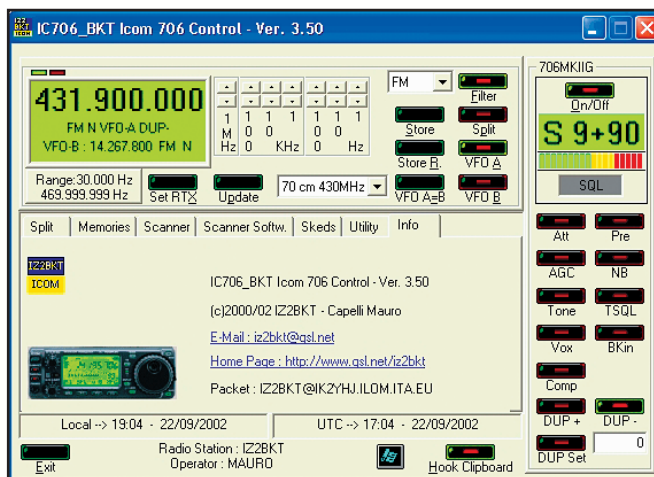 IZ2 BKT ICOM
IC706_BKT Icom 706 Control - Ver. 3.50
431.900.000
FM N VFO-A DUP-
VFO-B : 14.267.800 FM N
Range:30.000 Hz
469.999.999 Hz
Set RTX
Update
1 1 1 1 1 1 1
M 0 0 0 0
Hz 0 KHz 0 Hz
70 cm 430MHz
FM
Filter
Store
Split
Store R.
VFO A
VFO A=B
VFO B
706MKIIG
On/Off
S 9+90
SQL
Att
Pre
AGC
NB
Tone
TSQL
Vox
BKin
Comp
DUP +
DUP -
DUP Set
0
Split
Memories
Scanner
Scanner Softw.
Skeds
Utility
Info
IZ2BKT
ICOM
IC706_BKT Icom 706 Control - Ver. 3.50
(c)2000/02 IZ2BKT - Capelli Mauro
E-Mail : iz2bkt@qsl.net
Home Page : http://www.qsl.net/iz2bkt
Packet : IZ2BKT@IK2YHJ.ILOM.ITA.EU
Local --> 19:04 - 22/09/2002
UTC --> 17:04 - 22/09/2002
Exit
Radio Station : IZ2BKT
Operator : MAURO
Hook Clipboard